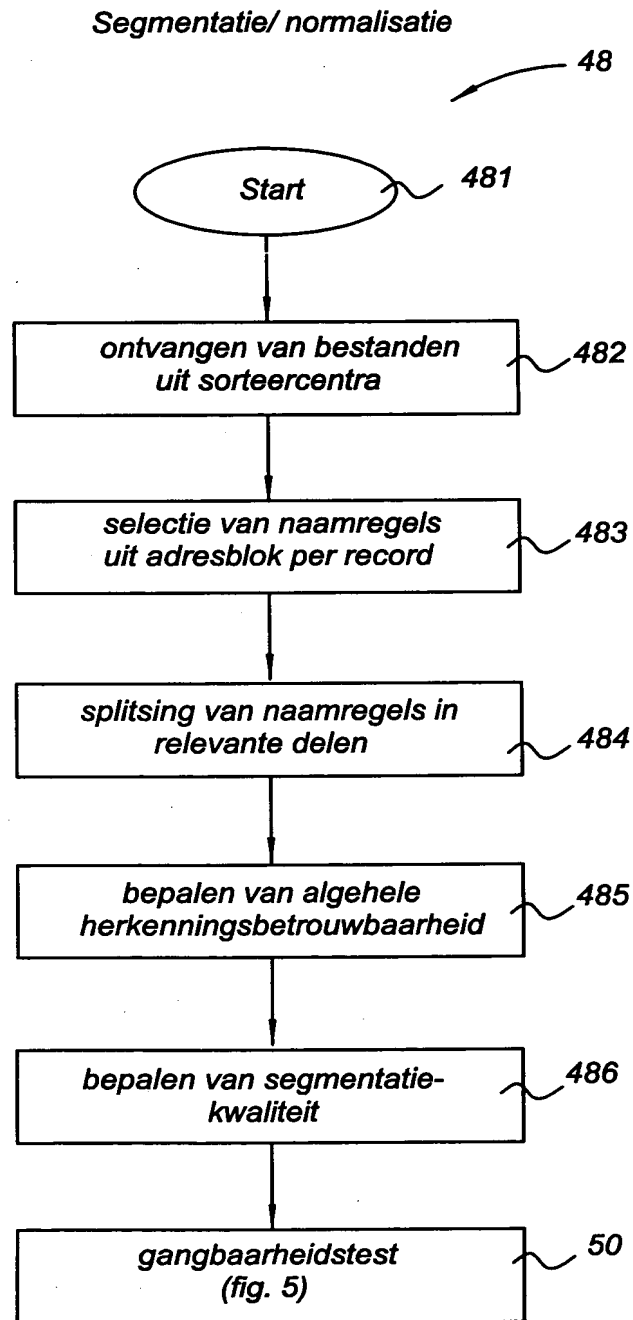 Segmentatie/ normalisatie
48
Start
481
ontvangen van bestanden
uit sorteercentra
482
selectie van naamregels
uit adresblok per record
483
splitsing van naamregels in
relevante delen
484
bepalen van algehele
herkenningsbetrouwbaarheid
485
bepalen van segmentatie-
kwaliteit
486
gangbaarheidstest
(fig. 5)
50